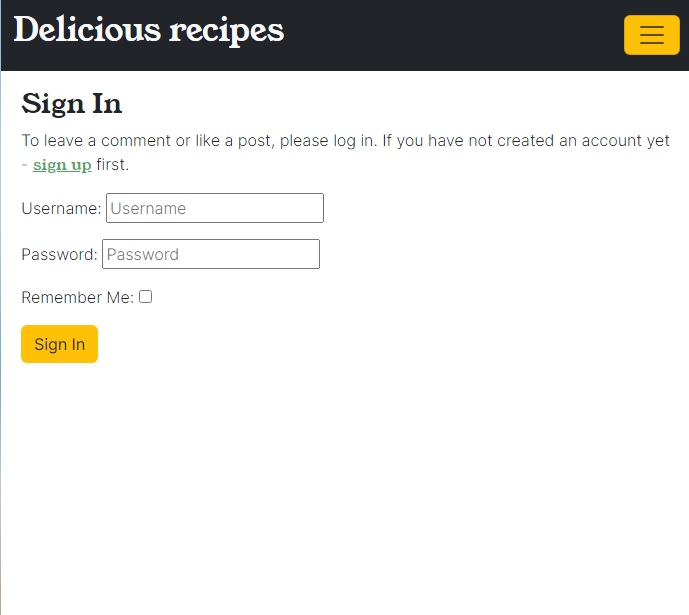 Delicious recipes
Sign In
To leave a comment or like a post, please log in. If you have not created an account yet
- sign up first.
Username: Username
Password: Password
Remember Me:
Sign In